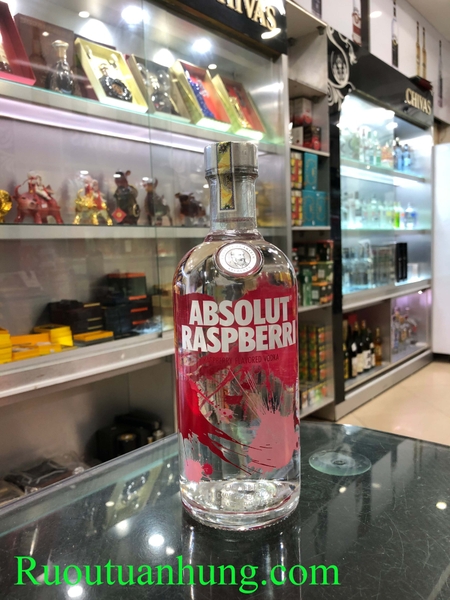 CHIVAS
CHIVAS
ABSOLUT
RASPBERRI
Ruoutuanhung.com